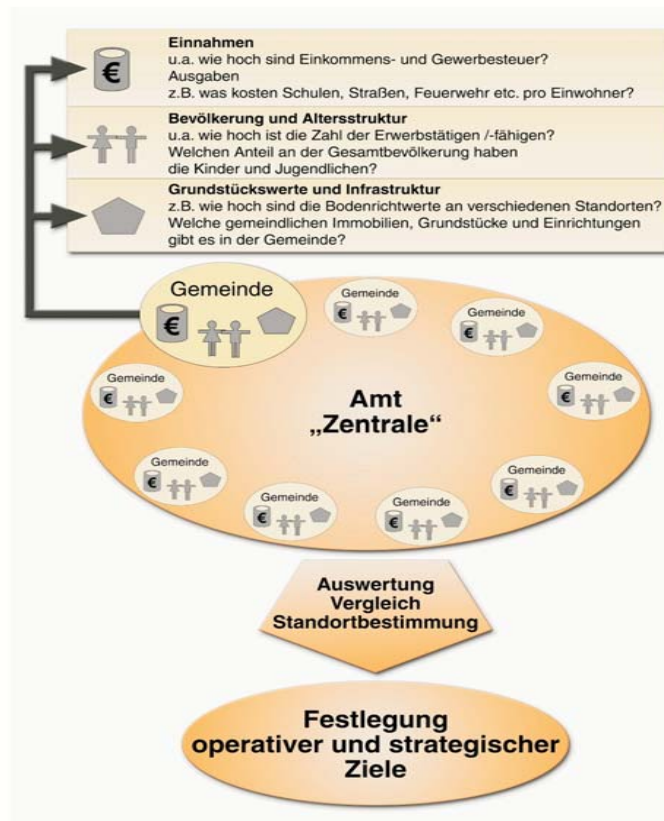 Einnahmen
u.a. wie hoch sind Einkommens- und Gewerbesteuer?
Ausgaben
z.B. was kosten Schulen, Straßen, Feuerwehr etc. pro Einwohner?
€
Bevölkerung und Altersstruktur
u.a. wie hoch ist die Zahl der Erwerbstätigen /-fähigen?
Welchen Anteil an der Gesamtbevölkerung haben
die Kinder und Jugendlichen?
Grundstückswerte und Infrastruktur
z.B. wie hoch sind die Bodenrichtwerte an verschiedenen Standorten?
Welche gemeindlichen Immobilien, Grundstücke und Einrichtungen
gibt es in der Gemeinde?
Gemeinde
€
Gemeinde
€
Gemeinde
€
Gemeinde
€
Gemeinde
€
Amt
„Zentrale“
Gemeinde
€
Gemeinde
€
Gemeinde
€
Gemeinde
€
Auswertung
Vergleich
Standortbestimmung
Festlegung
operativer und strategischer
Ziele